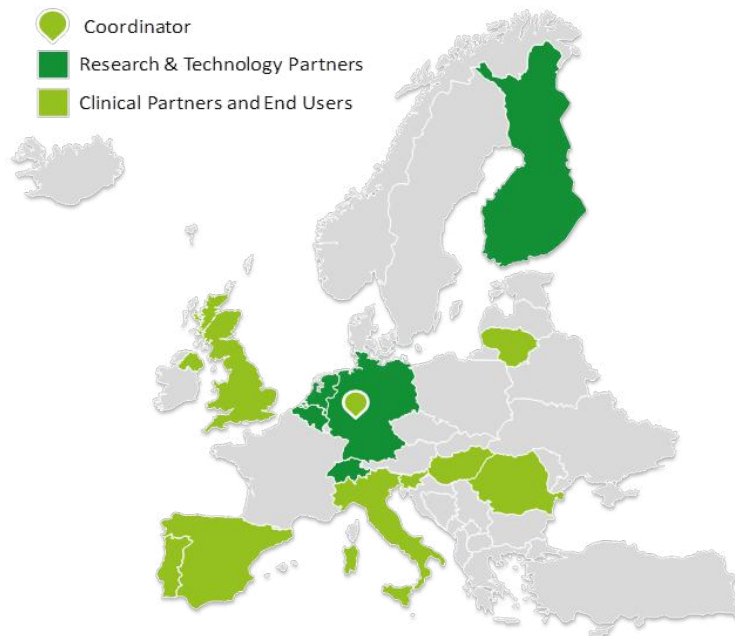 Coordinator
Research & Technology Partners
Clinical Partners and End Users